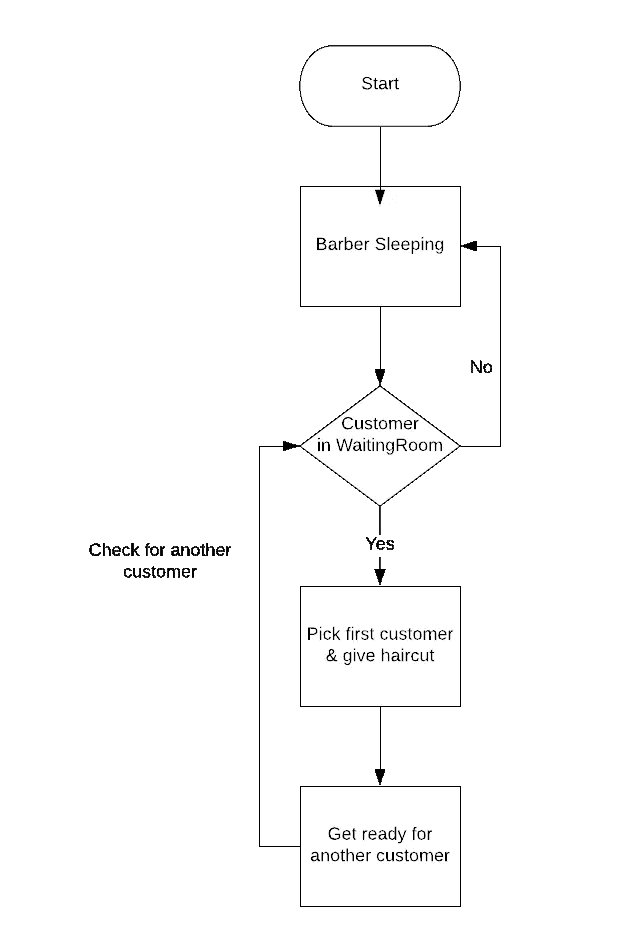 Start
Barber Sleeping
No
Customer
in WaitingRoom
Yes
Check for another
customer
Pick first customer
& give haircut
Get ready for
another customer